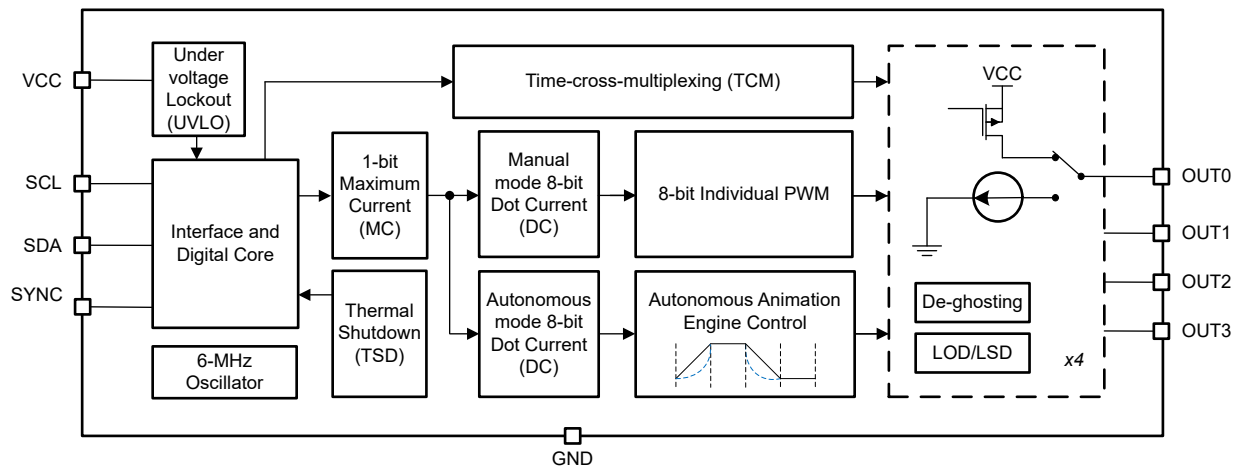 VCC
SCL
SDA
SYNC
Under
voltage
Lockout
(UVLO)
Interface and
Digital Core
6-MHz
Oscillator
1-bit
Maximum
Current
(MC)
Thermal
Shutdown
(TSD)
Time-cross-multiplexing (TCM)
Manual
mode 8-bit
Dot Current
(DC)
8-bit Individual PWM
Autonomous
mode 8-bit
Dot Current
(DC)
Autonomous Animation
Engine Control
VCC
De-ghosting
LOD/LSD
x4
OUT0
OUT1
OUT2
OUT3
GND